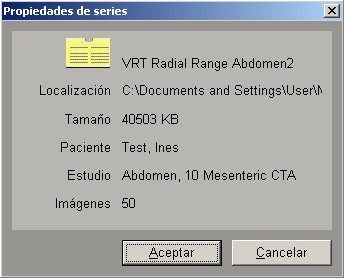 Propiedades de series
VRT Radial Range Abdomen2
Localización C:\Documents and Settings\User\
Tamaño 40503 KB
Paciente Test, Ines
Estudio Abdomen, 10 Mesenteric CTA
Imágenes 50
Aceptar Cancelar